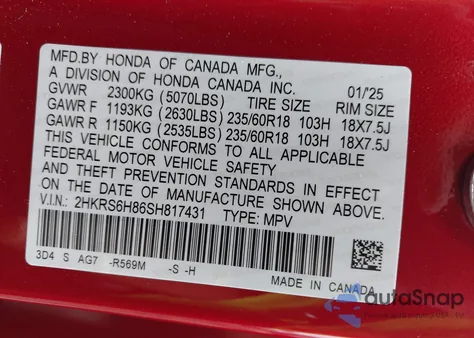 MFD.BY HONDA OF CANADA MFG.,
A DIVISION OF HONDA CANADA INC. 01/'25
GVWR 2300KG (5070LBS) TIRE SIZE RIM SIZE
GAWR F 1193KG (2630LBS) 235/60R18 103H 18X7.5J
GAWR R 1150KG (2535LBS) 235/60R18 103H 18X7.5J
THIS VEHICLE CONFORMS TO ALL APPLICABLE
FEDERAL MOTOR VEHICLE SAFETY
AND THEFT PREVENTION STANDARDS IN EFFECT
ON THE DATE OF MANUFACTURE SHOWN ABOVE.
V.I.N.: 2HKRS6H86SH817431 TYPE: MPV
3D4 S AG7 -R569M -S -H
MADE IN CANADA
autoSnap